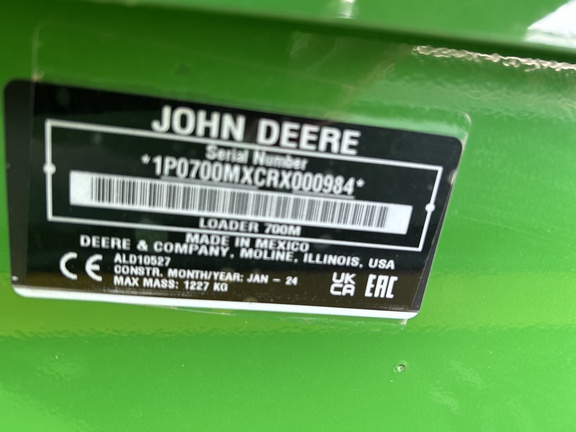 JOHN DEERE
Serial Number
*1P0700MXCRX000984*
LOADER 700M
MADE IN MEXICO
DEERE & COMPANY, MOLINE, ILLINOIS, USA
ALD10527
CONSTR. MONTH/YEAR: JAN - 24
MAX MASS: 1227 KG
CE
UK
CA
EAC